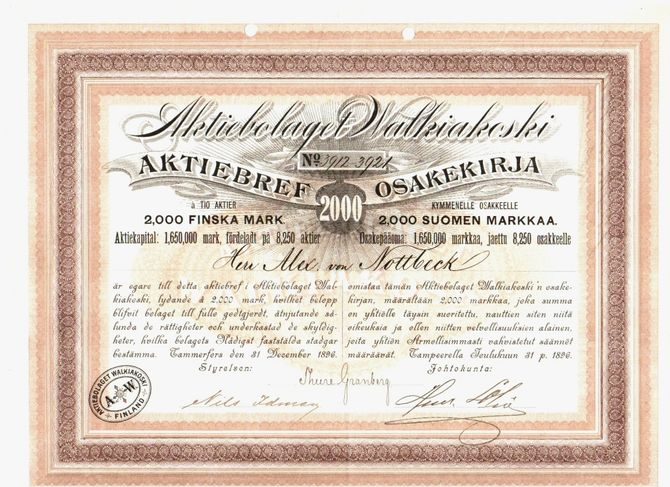 Aktiebolaget Walkiakoski
No 3912-3921
AKTIEBREF OSAKEKIRJA
2000
à TIO AKTIER
2,000 FINSKA MARK.
Aktiekapital: 1,650,000 mark, fördeladt på 8,250 aktier
KYMMENELLE OSAKKEELLE
2,000 SUOMEN MARKKAA.
Osakepääoma: 1,650,000 markkaa, jaettu 8,250 osakkeelle
Herr Alex. von Nottbeck
är egare till detta aktiebref i Aktiebolaget Wal-
kiakoski, lydande å 2,000 mark, hvilket belopp
blifvit bolaget till fullo godtgjordt, åtnjutande så-
lunda de rättigheter och underkastad de skyldig-
heter, hvilka bolagets Nådigst fastställda stadgar
bestämma. Tammerfors den 31 December 1896.
Styrelsen:
omistaa tämän Aktiebolaget Walkiakoski'n osake-
kirjan, määrältään 2,000 markkaa, joka summa
on yhtiölle täysin suoritettu, nauttien siten niitä
oikeuksia ja ollen niitten velvollisuuksien alainen,
joita yhtiön Armollisimmasti vahvistetut säännöt
määräävät. Tampereella Joulukuun 31 p. 1896.
Johtokunta:
Thure Granberg
Nils Idman
AKTIEBOLAGET WALKIAKOSKI
A W
FINLAND